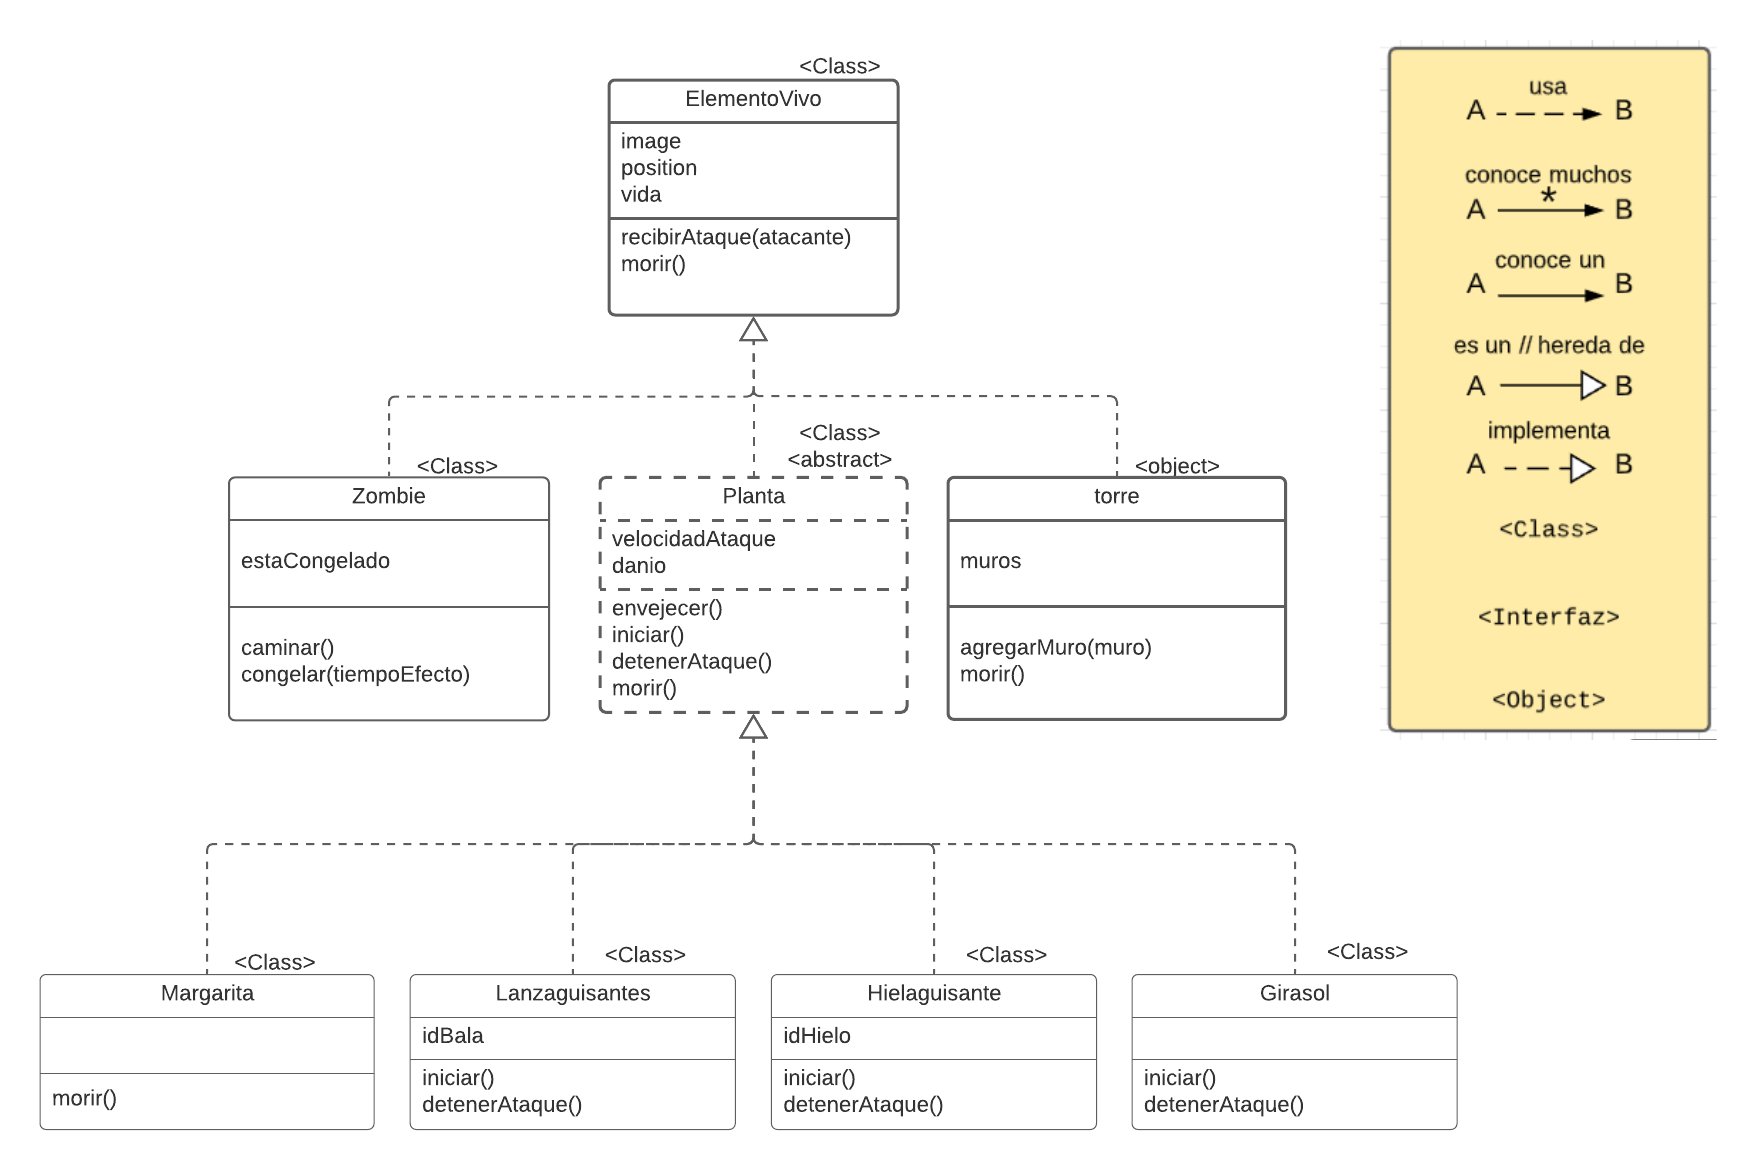 <Class>
ElementoVivo
image
position
vida
recibirAtaque(atacante)
morir()
<Class>
Zombie
estaCongelado
caminar()
congelar(tiempoEfecto)
<Class>
<abstract>
Planta
velocidadAtaque
danio
envejecer()
iniciar()
detenerAtaque()
morir()
<object>
torre
muros
agregarMuro(muro)
morir()
<Class>
Margarita
morir()
<Class>
Lanzaguisantes
idBala
iniciar()
detenerAtaque()
<Class>
Hielaguisante
idHielo
iniciar()
detenerAtaque()
<Class>
Girasol
iniciar()
detenerAtaque()
usa
A B
conoce muchos
*
A B
conoce un
A B
es un // hereda de
A B
implementa
A B
<Class>
<Interfaz>
<Object>